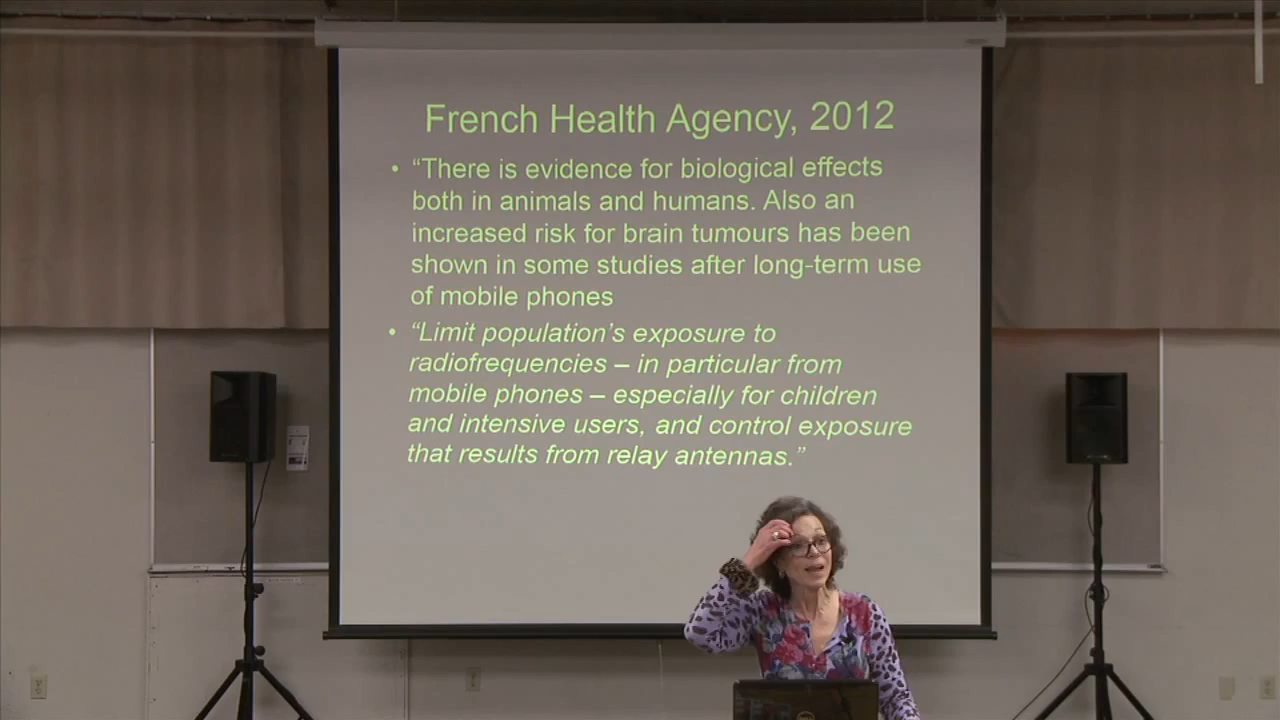 French Health Agency, 2012
• “There is evidence for biological effects
both in animals and humans. Also an
increased risk for brain tumours has been
shown in some studies after long-term use
of mobile phones
• “Limit population’s exposure to
radiofrequencies – in particular from
mobile phones – especially for children
and intensive users, and control exposure
that results from relay antennas.”